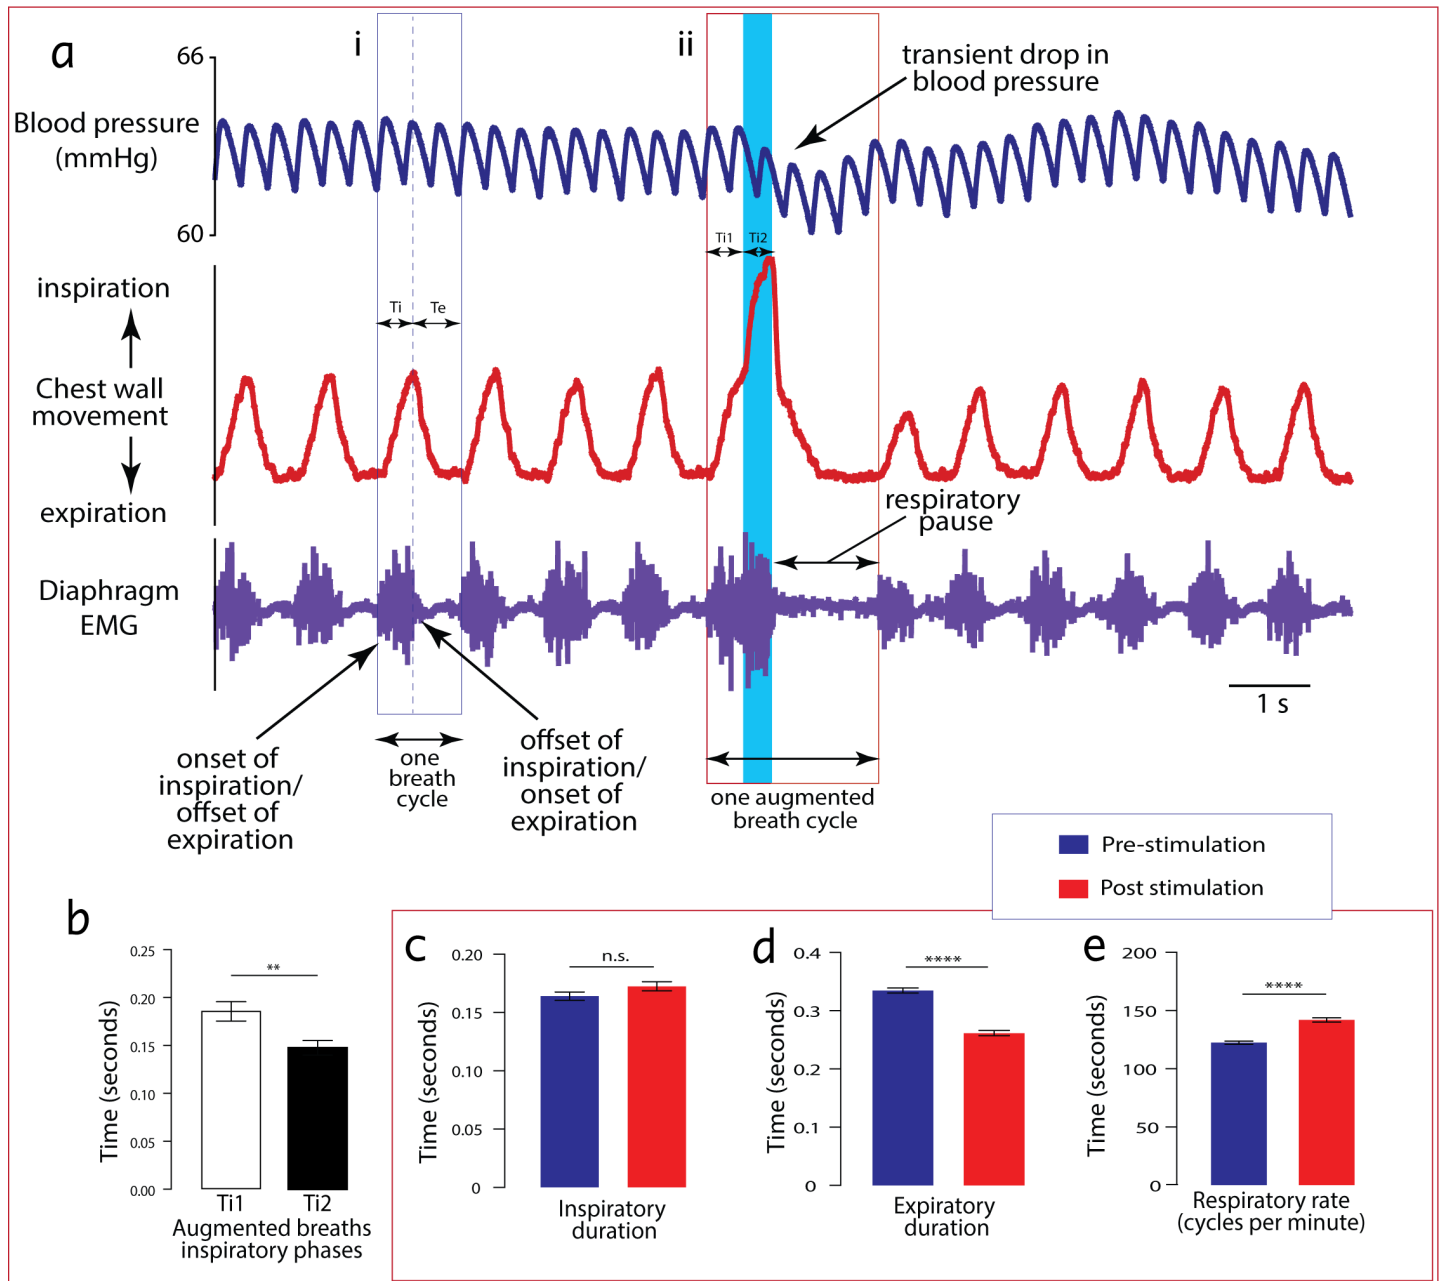 a
i
ii
66
60
Blood pressure
(mmHg)
transient drop in
blood pressure
Ti1
Ti2
inspiration
Chest wall
movement
expiration
Ti
Te
respiratory
pause
Diaphragm
EMG
1 s
onset of
inspiration/
offset of
expiration
one
breath
cycle
offset of
inspiration/
onset of
expiration
one augmented
breath cycle
Pre-stimulation
Post stimulation
b
Time (seconds)
0.25
0.20
0.15
0.10
0.05
0.00
**
Ti1
Ti2
Augmented breaths
inspiratory phases
c
Time (seconds)
0.20
0.15
0.10
0.05
0
n.s.
Inspiratory
duration
d
Time (seconds)
0.4
0.3
0.2
0.1
0
****
Expiratory
duration
e
Time (seconds)
200
150
100
50
0
****
Respiratory rate
(cycles per minute)